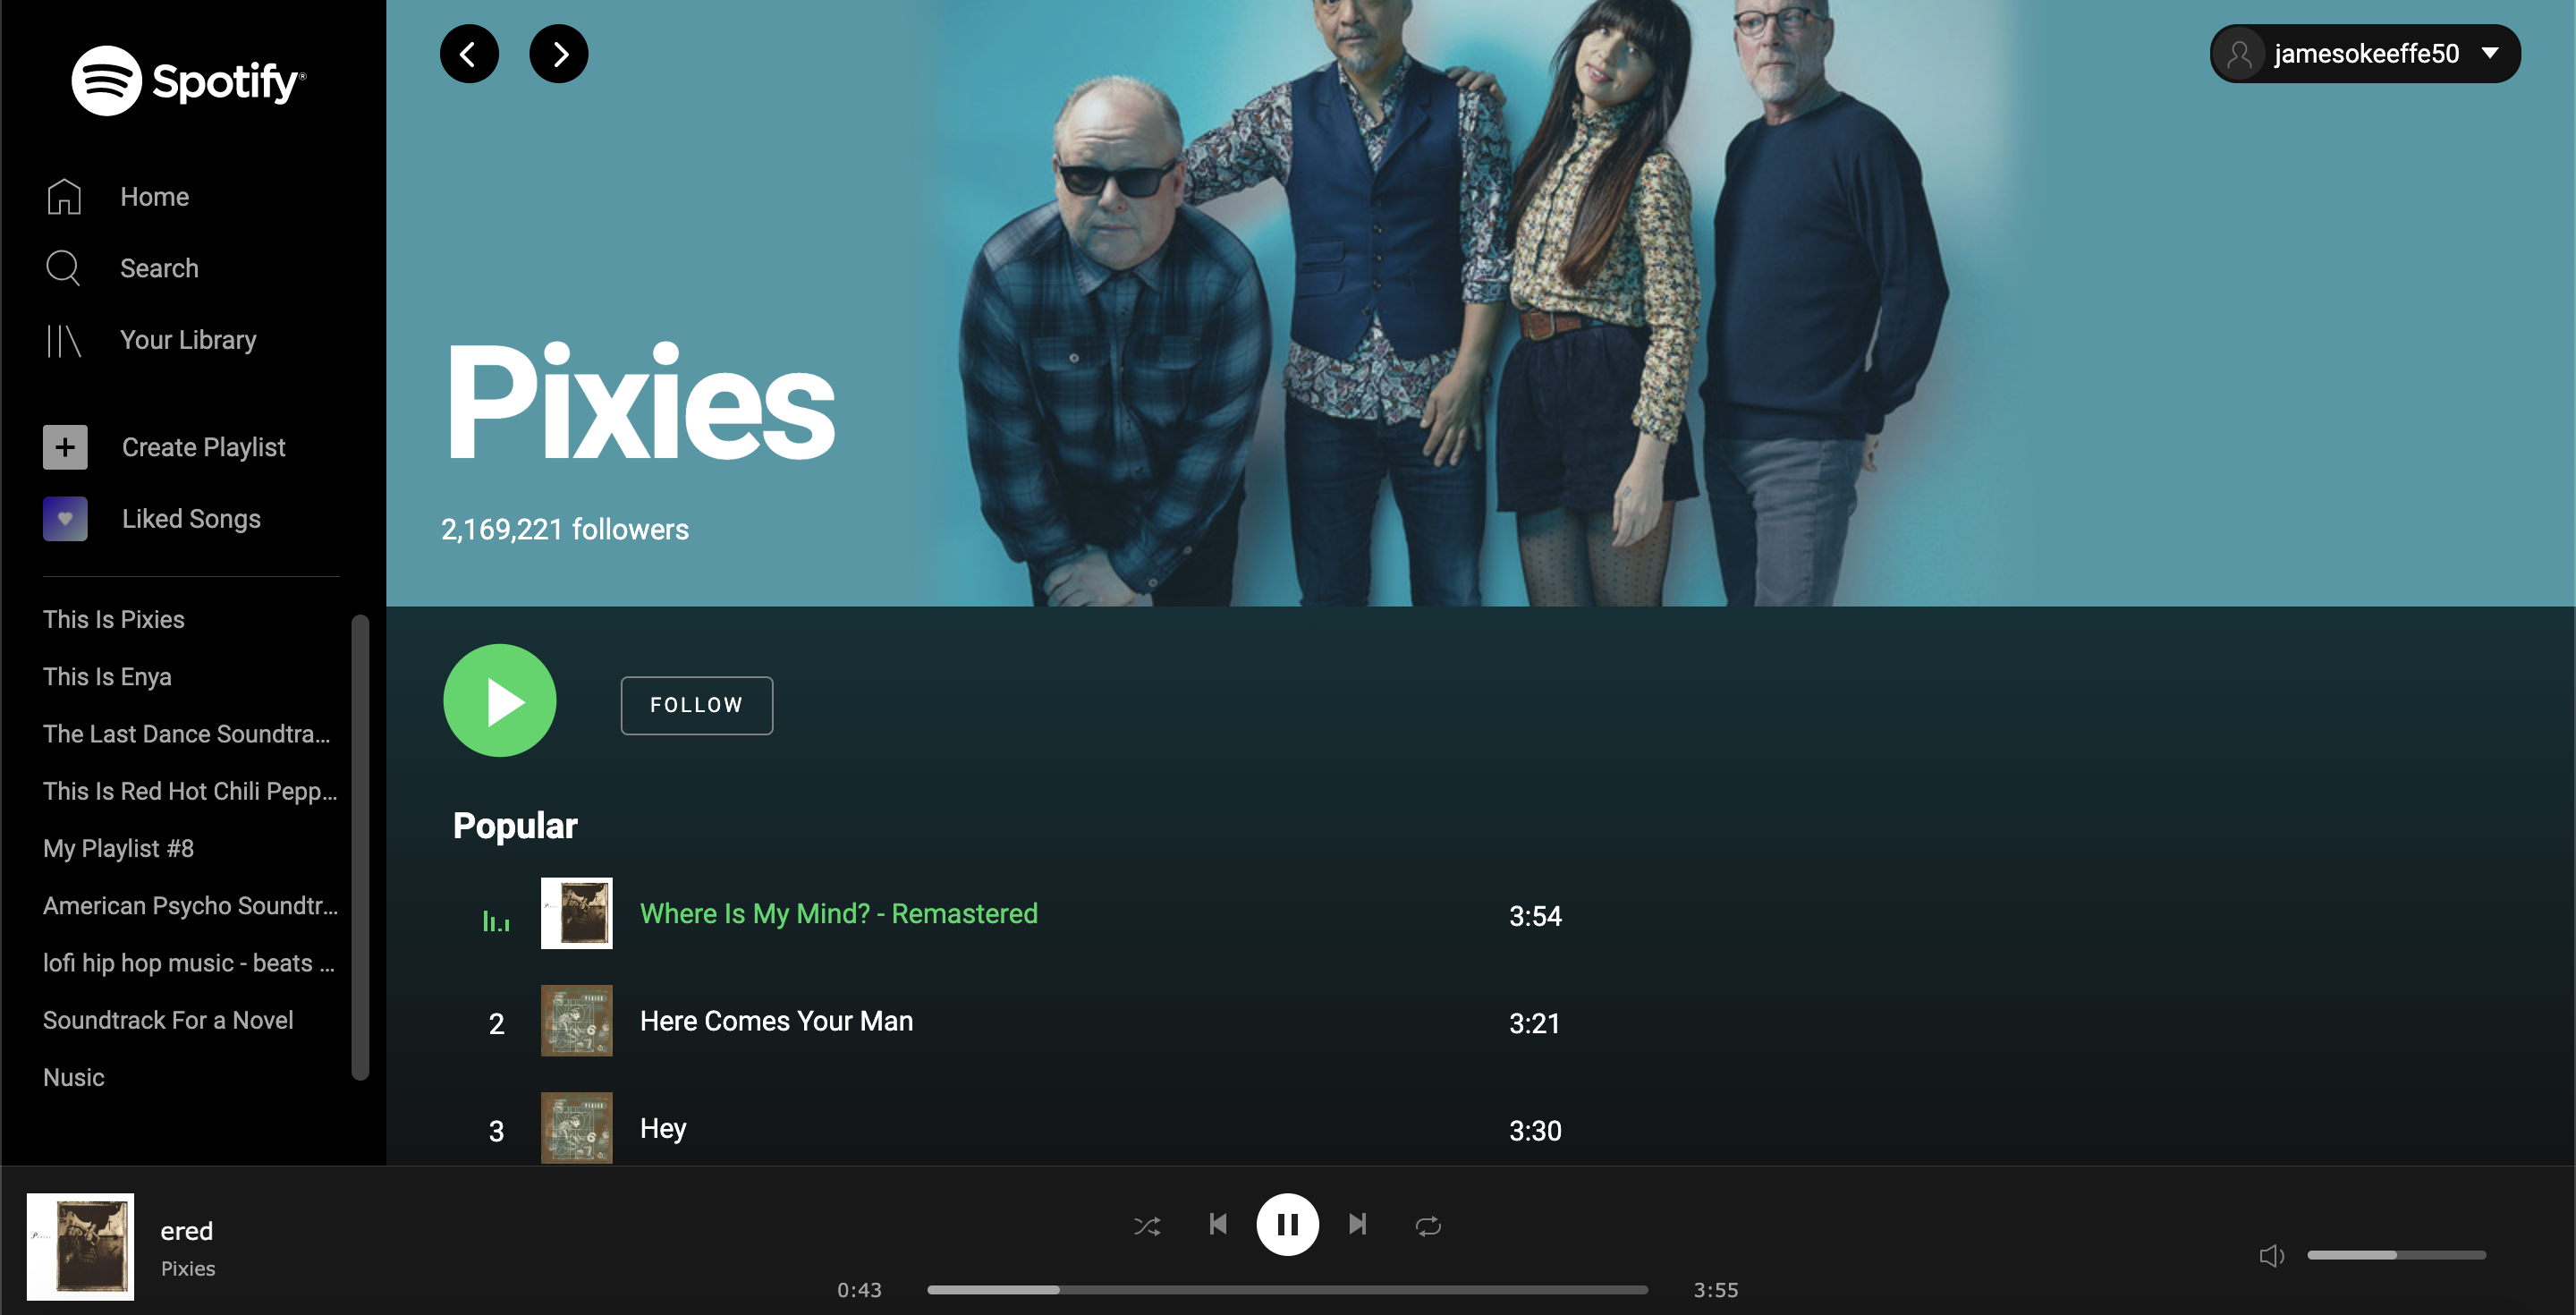 Spotify®
Home
Search
Your Library
Create Playlist
Liked Songs
This Is Pixies
This Is Enya
The Last Dance Soundtra...
This Is Red Hot Chili Pepp...
My Playlist #8
American Psycho Soundtr...
lofi hip hop music - beats ...
Soundtrack For a Novel
Nusic
jamesokeeffe50
Pixies
2,169,221 followers
FOLLOW
Popular
Where Is My Mind? - Remastered 3:54
2 Here Comes Your Man 3:21
3 Hey 3:30
ered
Pixies
0:43 3:55